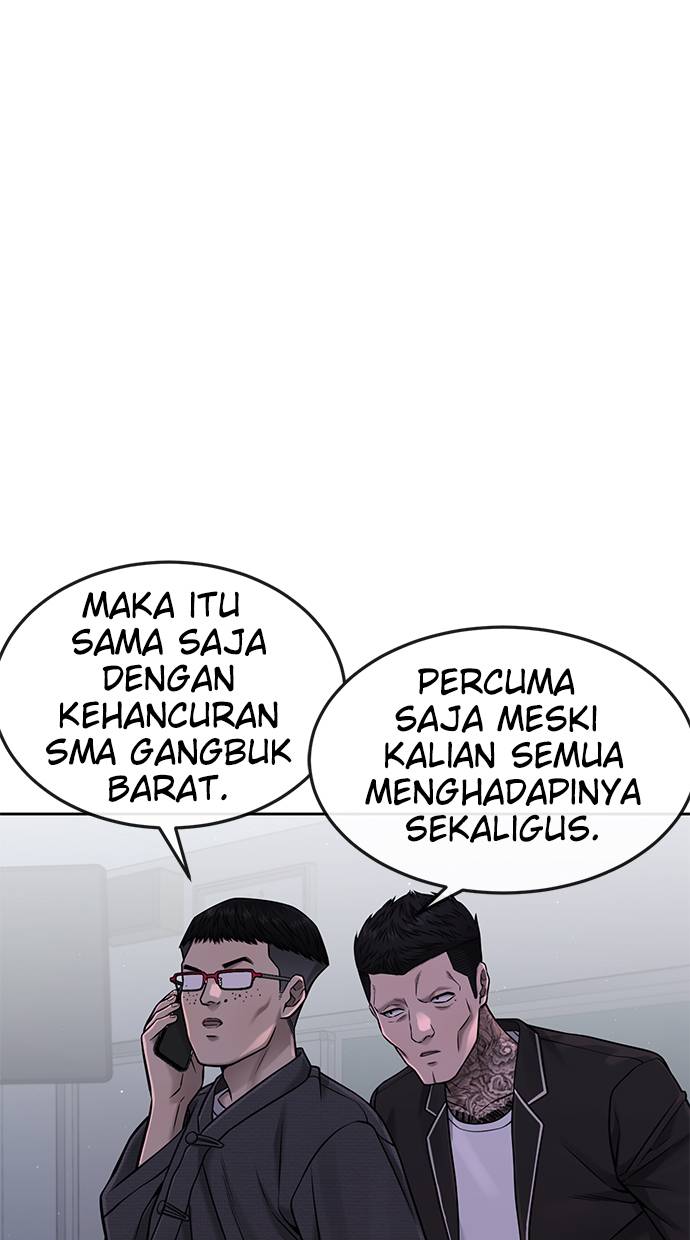 MAKA ITU
SAMA SAJA
DENGAN
KEHANCURAN
SMA GANGBUK
BARAT.
PERCUMA
SAJA MESKI
KALIAN SEMUA
MENGHADAPINYA
SEKALIGUS.